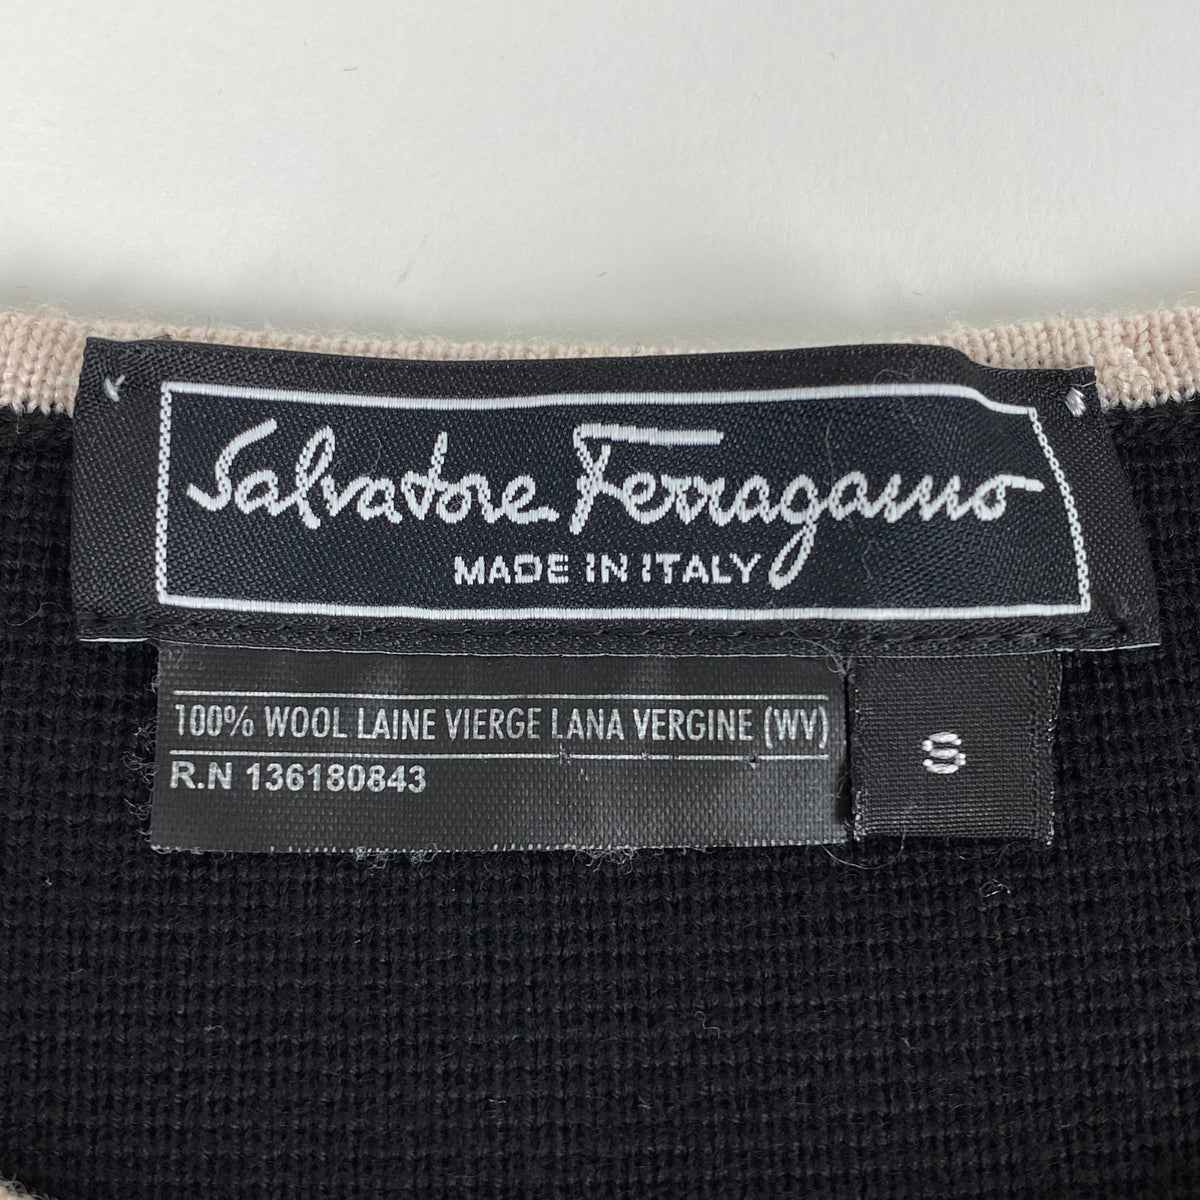 Salvatore Ferragamo
MADE IN ITALY
100% WOOL LAINE VIERGE LANA VERGINE (WV)
R.N 136180843
S